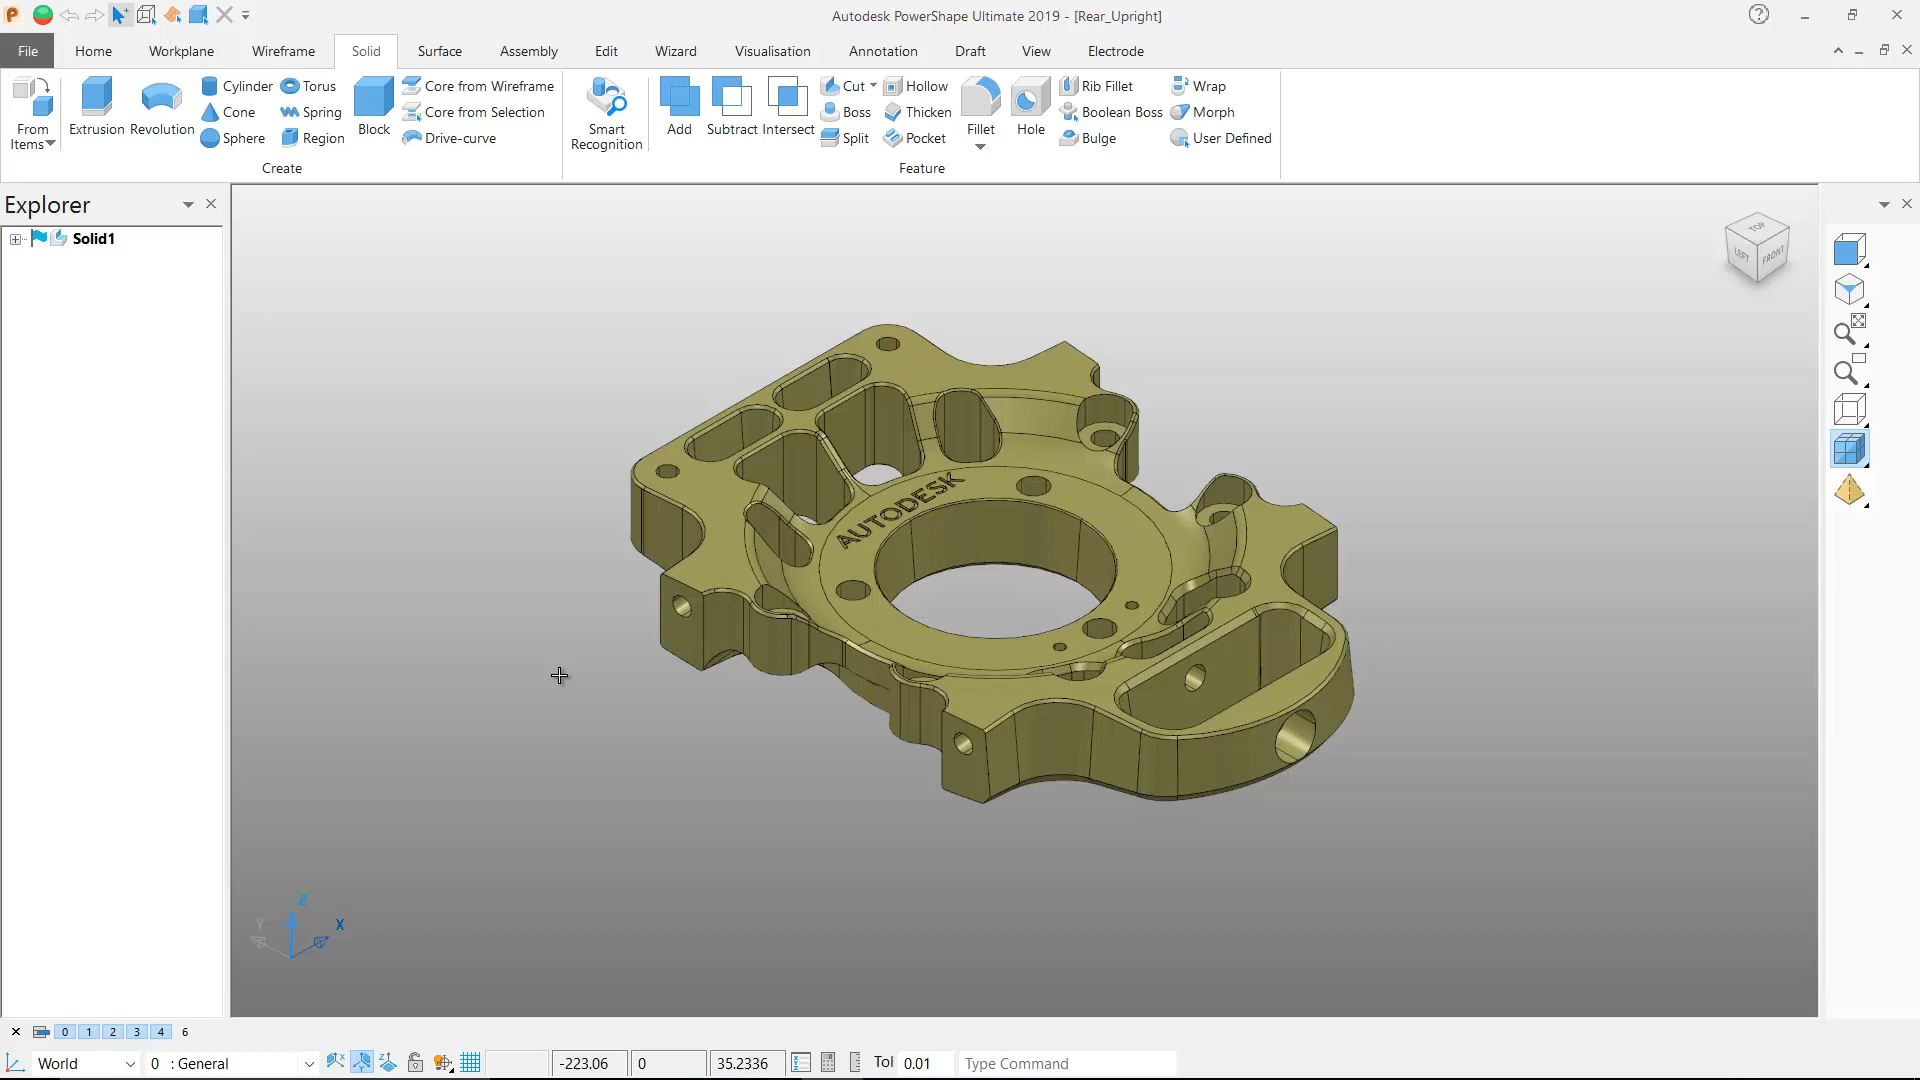 Autodesk PowerShape Ultimate 2019 - [Rear_Upright]
File Home Workplane Wireframe Solid Surface Assembly Edit Wizard Visualisation Annotation Draft View Electrode
From Items
Extrusion
Revolution
Cylinder
Cone
Sphere
Torus
Spring
Region
Block
Core from Wireframe
Core from Selection
Drive-curve
Create
Smart Recognition
Add
Subtract
Intersect
Cut
Boss
Split
Hollow
Thicken
Pocket
Fillet
Hole
Rib Fillet
Boolean Boss
Bulge
Wrap
Morph
User Defined
Feature
Explorer
Solid1
TOP
LEFT FRONT
AUTODESK
Z
Y X
0 1 2 3 4 6
World 0 : General -223.06 0 35.2336 Tol 0.01 Type Command